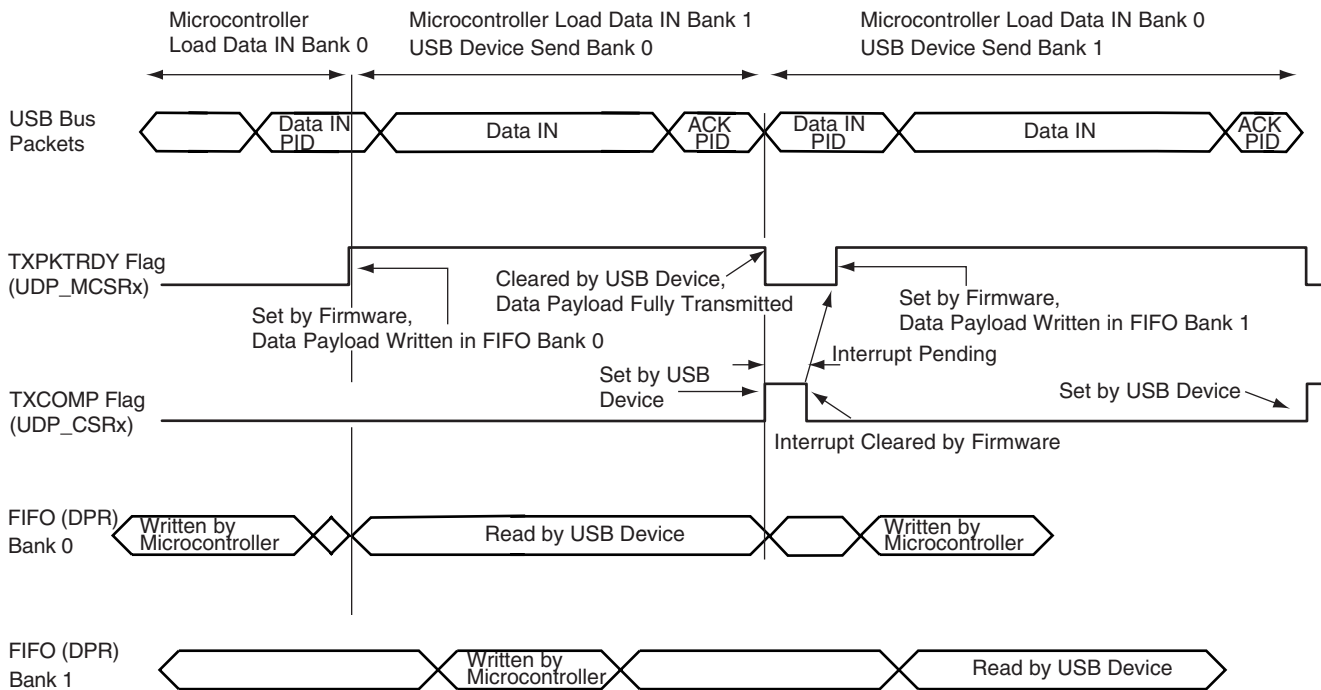 Microcontroller
Load Data IN Bank 0
Microcontroller Load Data IN Bank 1
USB Device Send Bank 0
Microcontroller Load Data IN Bank 0
USB Device Send Bank 1
USB Bus
Packets
Data IN
PID
Data IN
ACK
PID
Data IN
PID
Data IN
ACK
PID
TXPKTRDY Flag
(UDP_MCSRx)
Set by Firmware,
Data Payload Written in FIFO Bank 0
Cleared by USB Device,
Data Payload Fully Transmitted
Set by Firmware,
Data Payload Written in FIFO Bank 1
Interrupt Pending
Set by USB
Device
TXCOMP Flag
(UDP_CSRx)
Set by USB Device
Interrupt Cleared by Firmware
FIFO (DPR)
Bank 0
Written by
Microcontroller
Read by USB Device
Written by
Microcontroller
FIFO (DPR)
Bank 1
Written by
Microcontroller
Read by USB Device